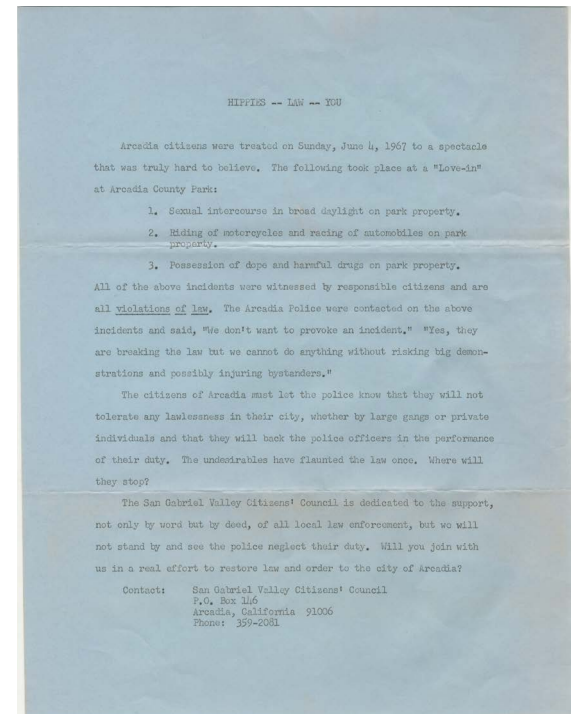 HIPPIES -- LAW -- YOU
Arcadia citizens were treated on Sunday, June 4, 1967 to a spectacle
that was truly hard to believe. The following took place at a "Love-in"
at Arcadia County Park:
1. Sexual intercourse in broad daylight on park property.
2. Riding of motorcycles and racing of automobiles on park
property.
3. Possession of dope and harmful drugs on park property.
All of the above incidents were witnessed by responsible citizens and are
all violations of law. The Arcadia Police were contacted on the above
incidents and said, "We don't want to provoke an incident." "Yes, they
are breaking the law but we cannot do anything without risking big demon-
strations and possibly injuring bystanders."
The citizens of Arcadia must let the police know that they will not
tolerate any lawlessness in their city, whether by large gangs or private
individuals and that they will back the police officers in the performance
of their duty. The undesirables have flaunted the law once. Where will
they stop?
The San Gabriel Valley Citizens' Council is dedicated to the support,
not only by word but by deed, of all local law enforcement, but we will
not stand by and see the police neglect their duty. Will you join with
us in a real effort to restore law and order to the city of Arcadia?
Contact: San Gabriel Valley Citizens' Council
P.O. Box 146
Arcadia, California 91006
Phone: 359-2081